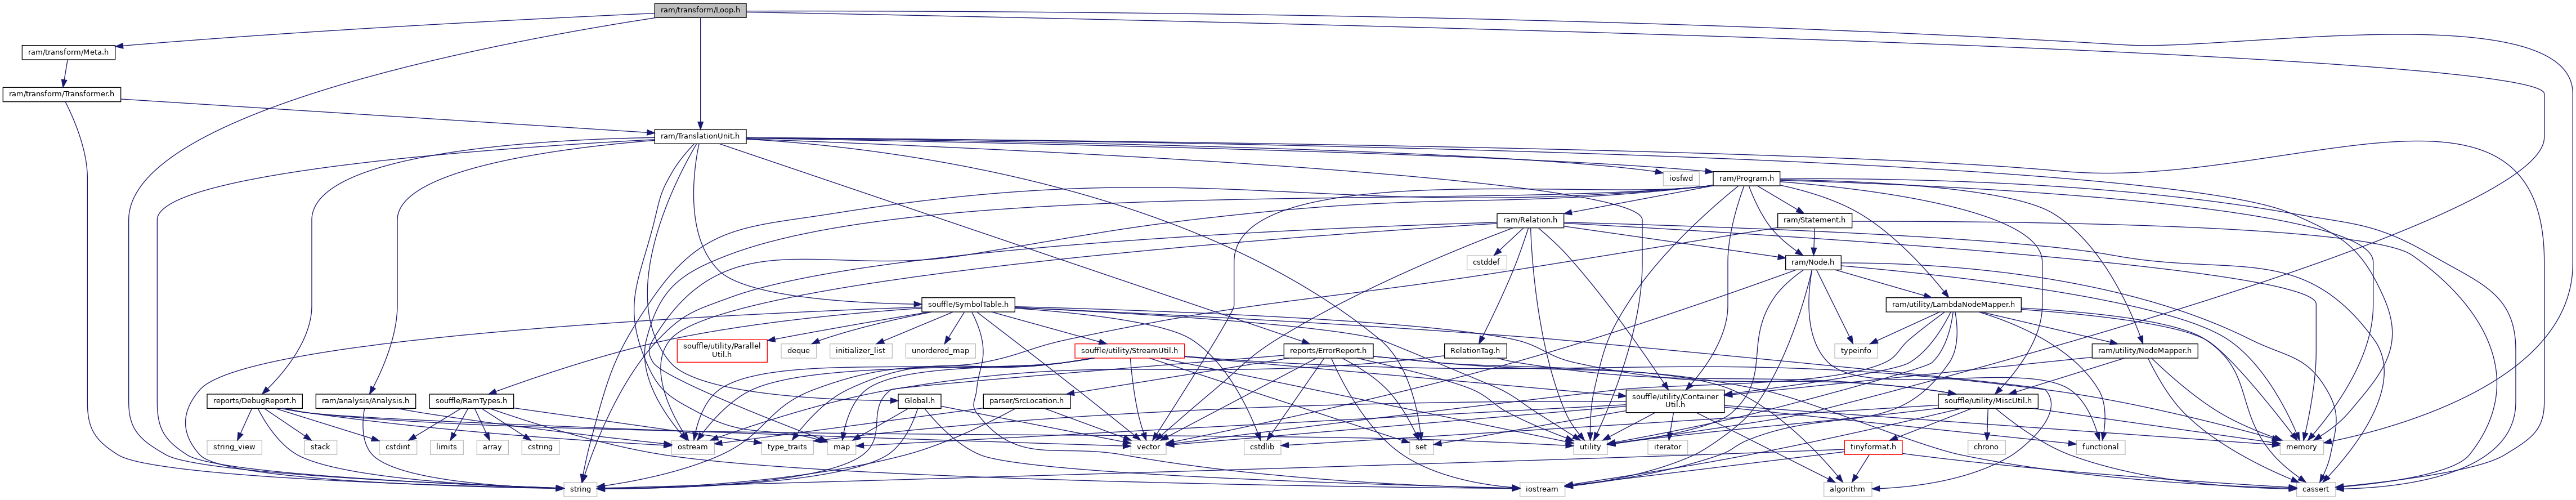 ram/transform/Loop.h
ram/transform/Meta.h
ram/transform/Transformer.h
ram/TranslationUnit.h
iosfwd
ram/Program.h
ram/Relation.h
ram/Statement.h
cstddef
ram/Node.h
souffle/SymbolTable.h
ram/utility/LambdaNodeMapper.h
souffle/utility/Parallel
Util.h
deque
initializer_list
unordered_map
souffle/utility/StreamUtil.h
reports/ErrorReport.h
RelationTag.h
typeinfo
ram/utility/NodeMapper.h
reports/DebugReport.h
ram/analysis/Analysis.h
souffle/RamTypes.h
Global.h
parser/SrcLocation.h
souffle/utility/Container
Util.h
souffle/utility/MiscUtil.h
string_view
stack
cstdint
limits
array
cstring
ostream
type_traits
map
vector
cstdlib
utility
set
iterator
tinyformat.h
chrono
functional
memory
string
iostream
algorithm
cassert